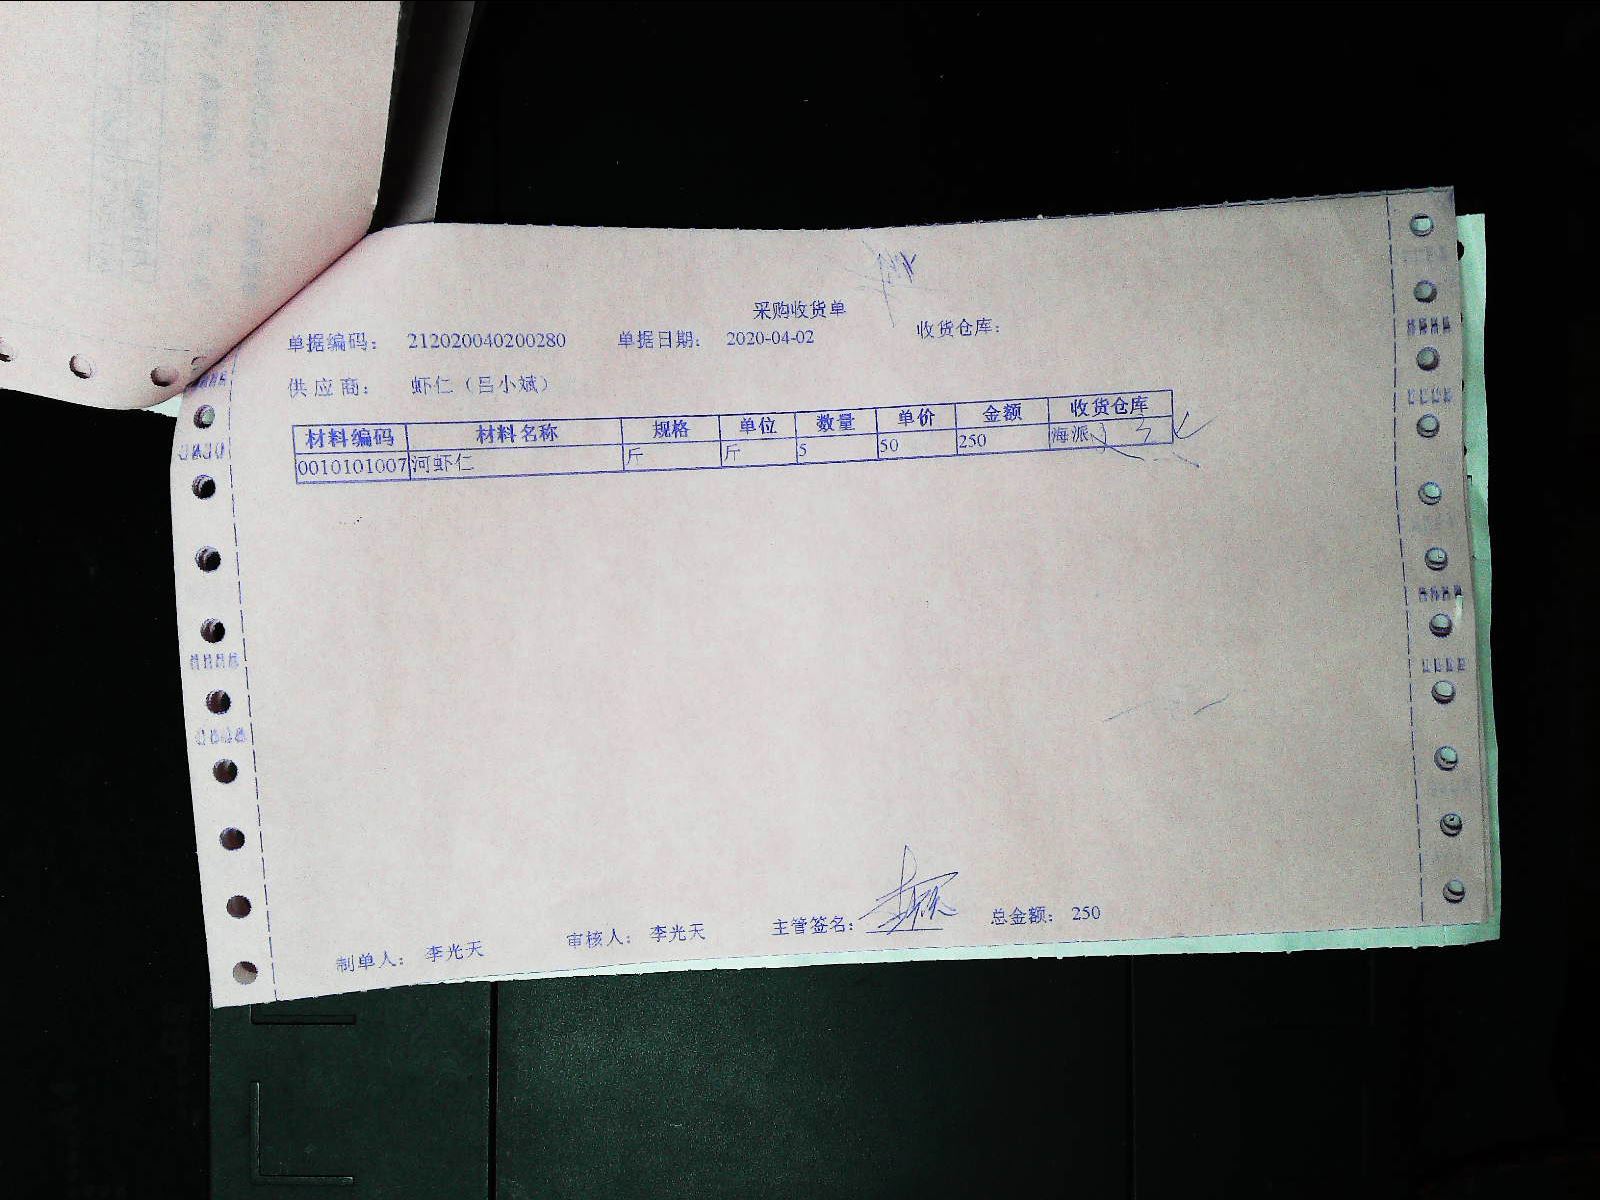 采购收货单
单据编码： 212020040200280 单据日期： 2020-04-02 收货仓库：
供应商： 虾仁（吕小斌）
材料编码 材料名称 规格 单位 数量 单价 金额 收货仓库
0010101007 河虾仁 斤 斤 5 50 250 海派
制单人： 李光天 审核人： 李光天 主管签名： 总金额： 250